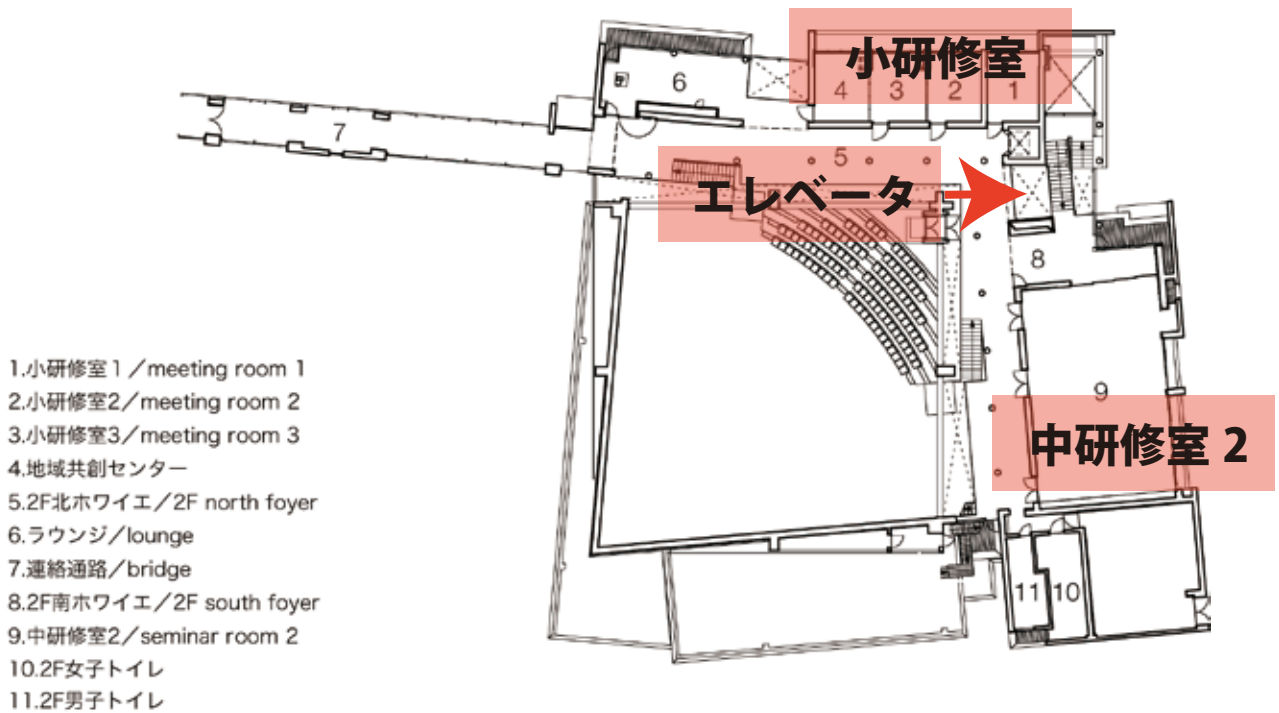 小研修室
6
4
3
2
1
7
5
エレベータ
8
9
中研修室 2
11
10
1.小研修室1／meeting room 1
2.小研修室2／meeting room 2
3.小研修室3／meeting room 3
4.地域共創センター
5.2F北ホワイエ／2F north foyer
6.ラウンジ／lounge
7.連絡通路／bridge
8.2F南ホワイエ／2F south foyer
9.中研修室2／seminar room 2
10.2F女子トイレ
11.2F男子トイレ